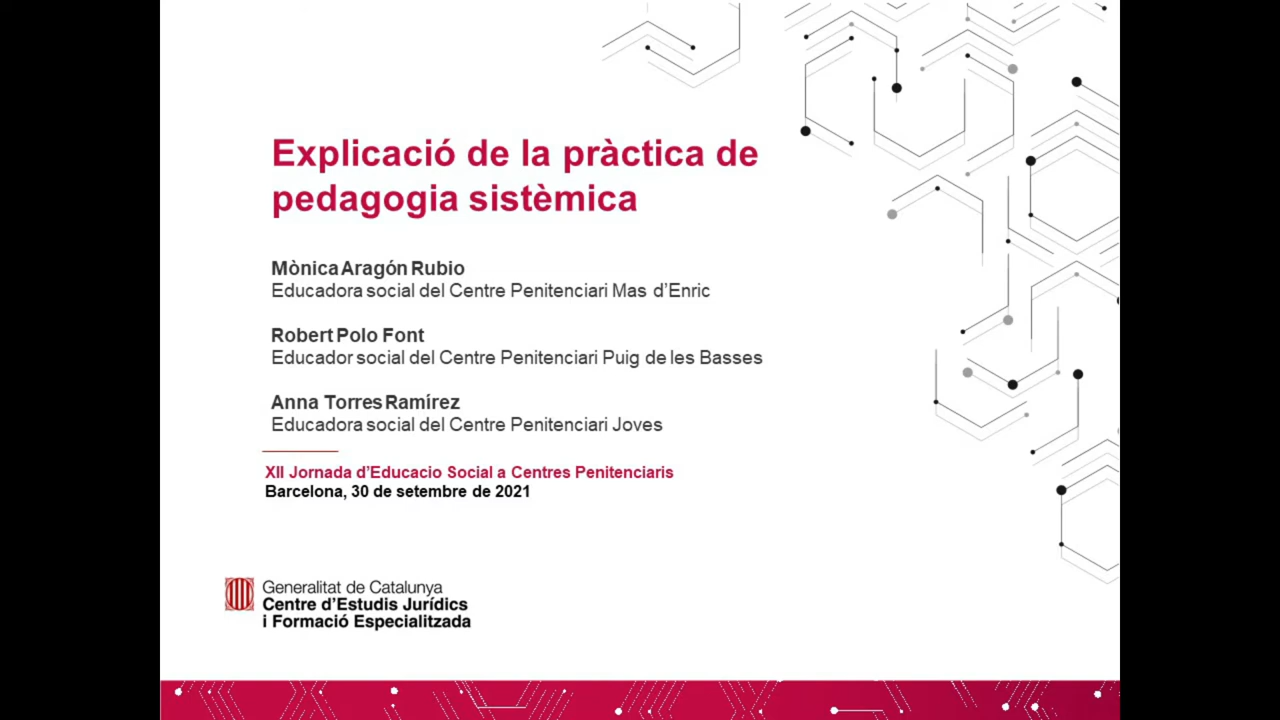 Explicació de la pràctica de
pedagogia sistèmica
Mònica Aragón Rubio
Educadora social del Centre Penitenciari Mas d’Enric
Robert Polo Font
Educador social del Centre Penitenciari Puig de les Basses
Anna Torres Ramírez
Educadora social del Centre Penitenciari Joves
XII Jornada d’Educacio Social a Centres Penitenciaris
Barcelona, 30 de setembre de 2021
Generalitat de Catalunya
Centre d’Estudis Jurídics
i Formació Especialitzada